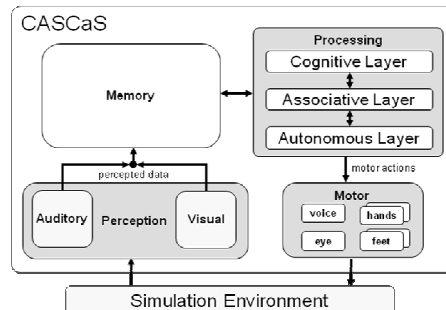 CASCaS
Processing
Cognitive Layer
Associative Layer
Autonomous Layer
Memory
percepted data
motor actions
Auditory
Perception
Visual
Motor
voice
hands
eye
feet
Simulation Environment